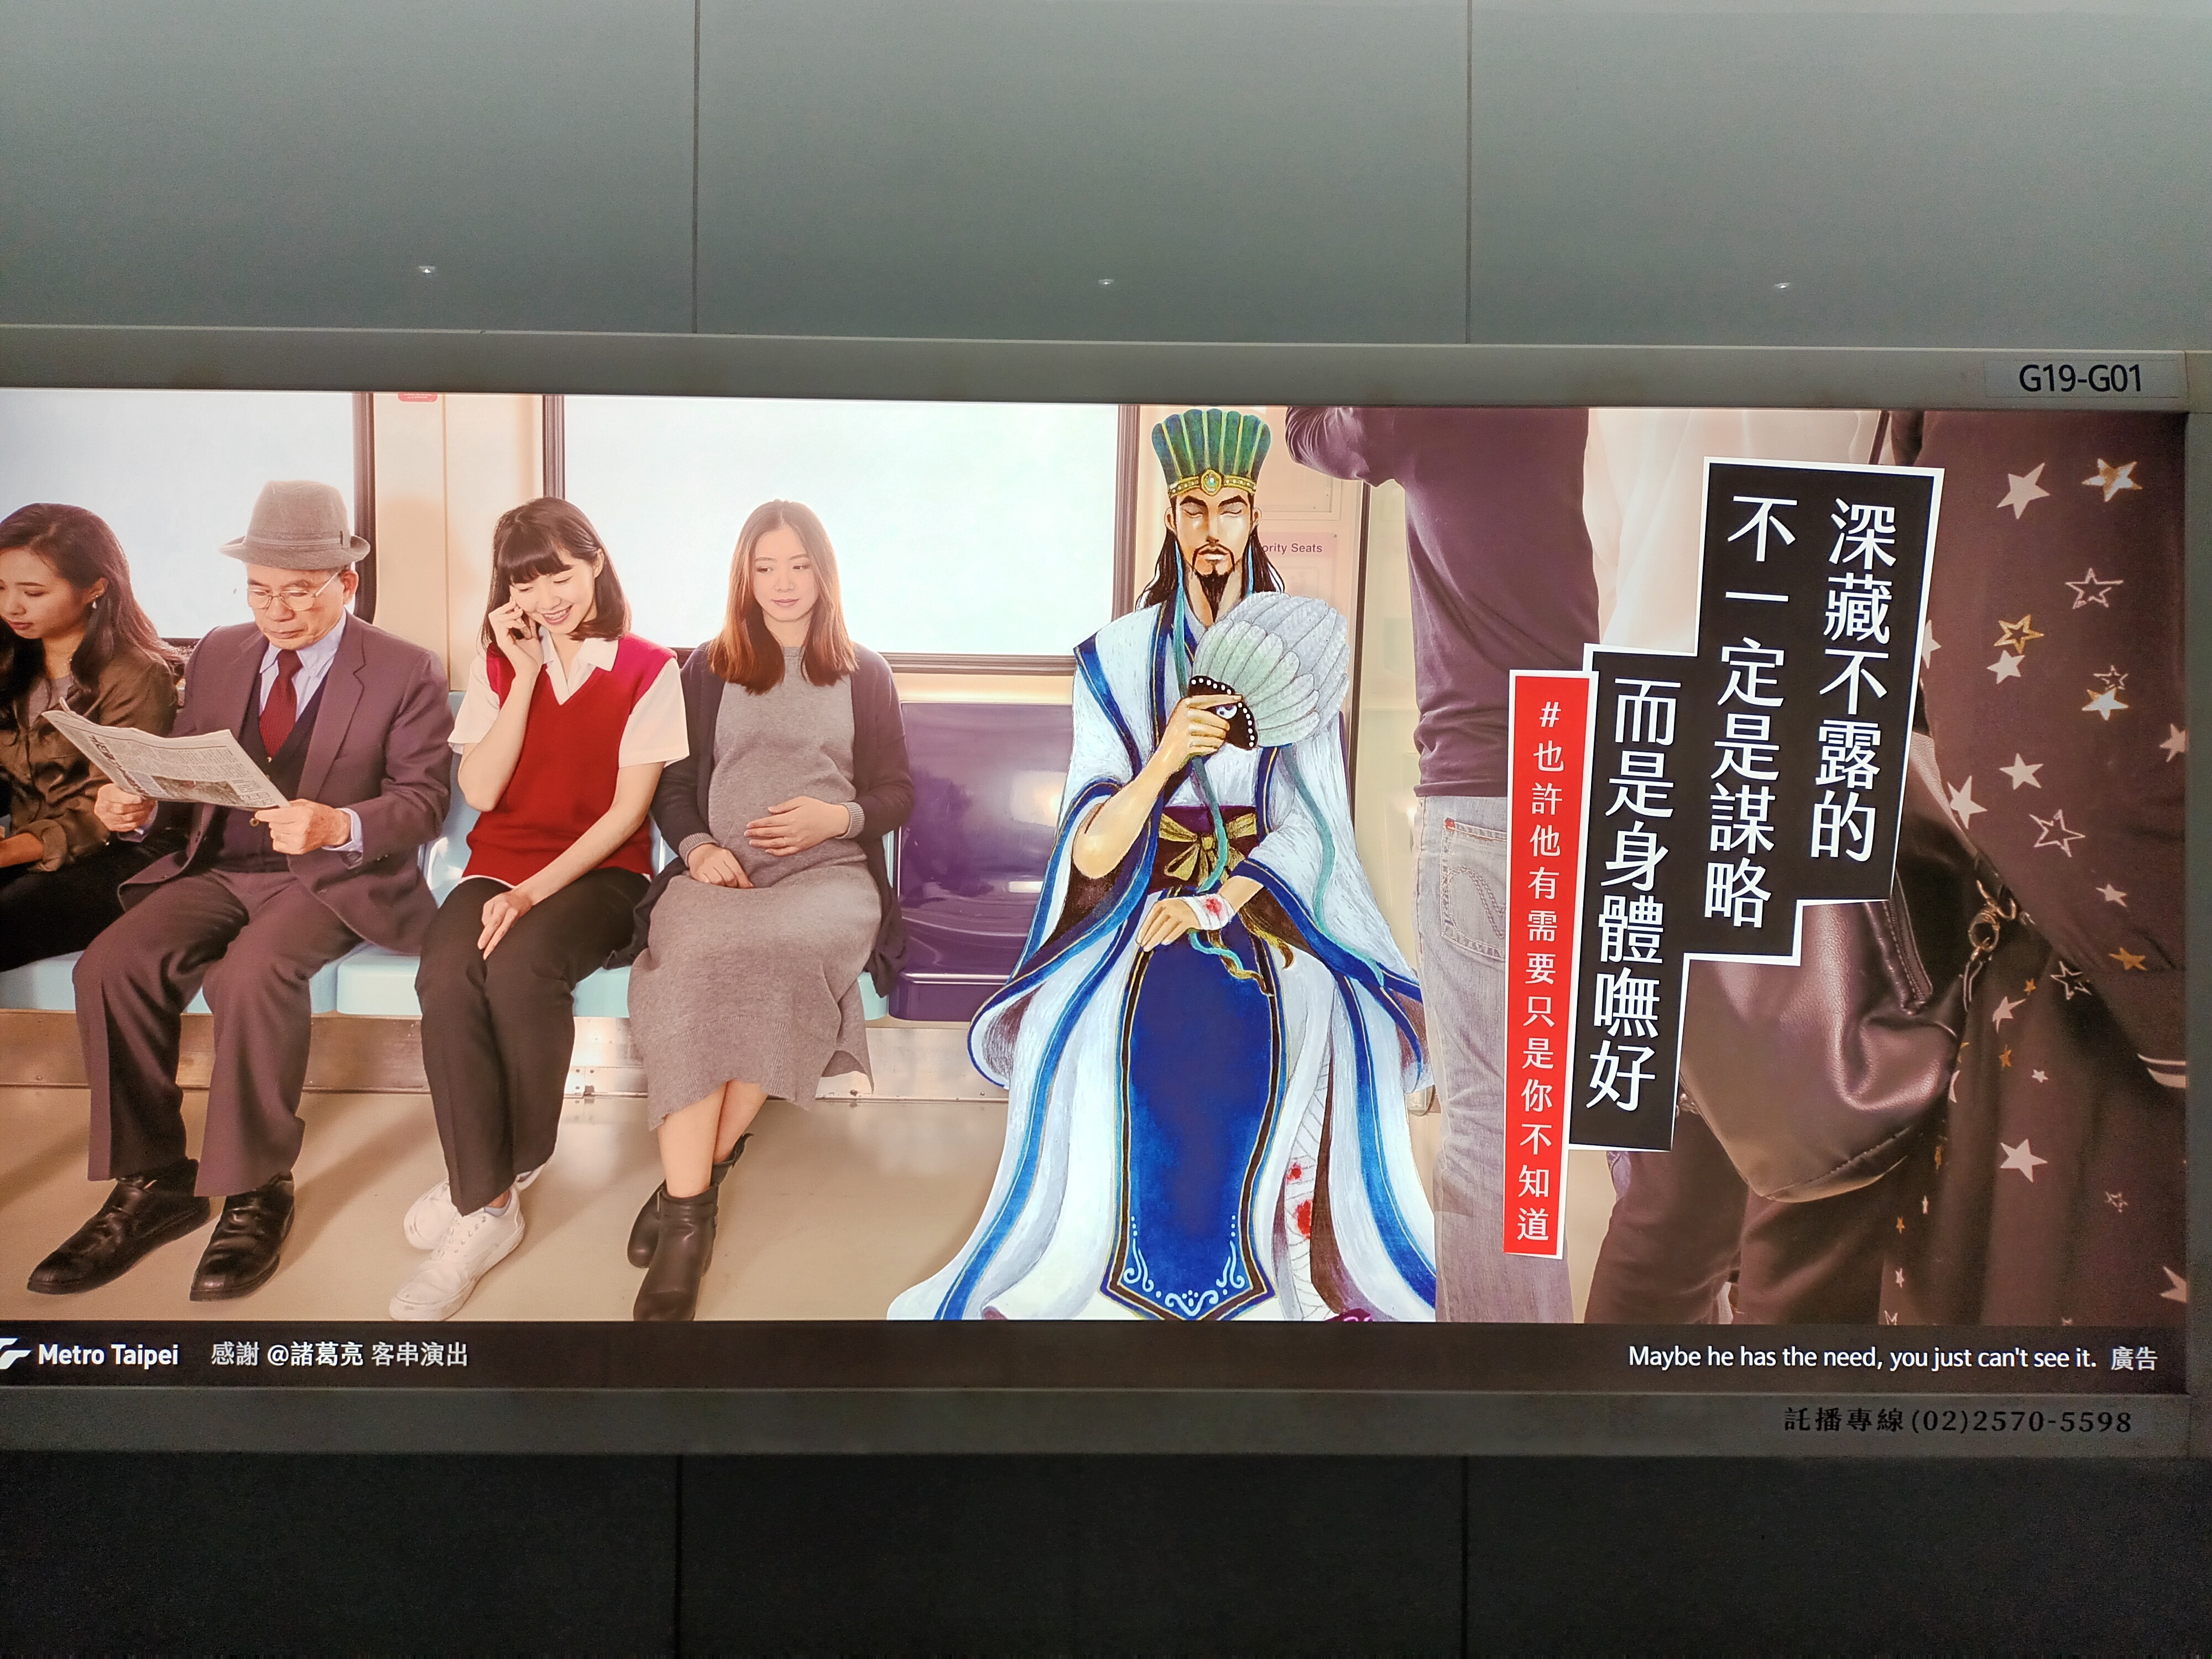 G19-G01
ority Seats
深藏不露的
不一定是謀略
而是身體嘸好
#也許他有需要只是你不知道
Metro Taipei 感謝 @諸葛亮 客串演出
Maybe he has the need, you just can't see it. 廣告
託播專線(02)2570-5598